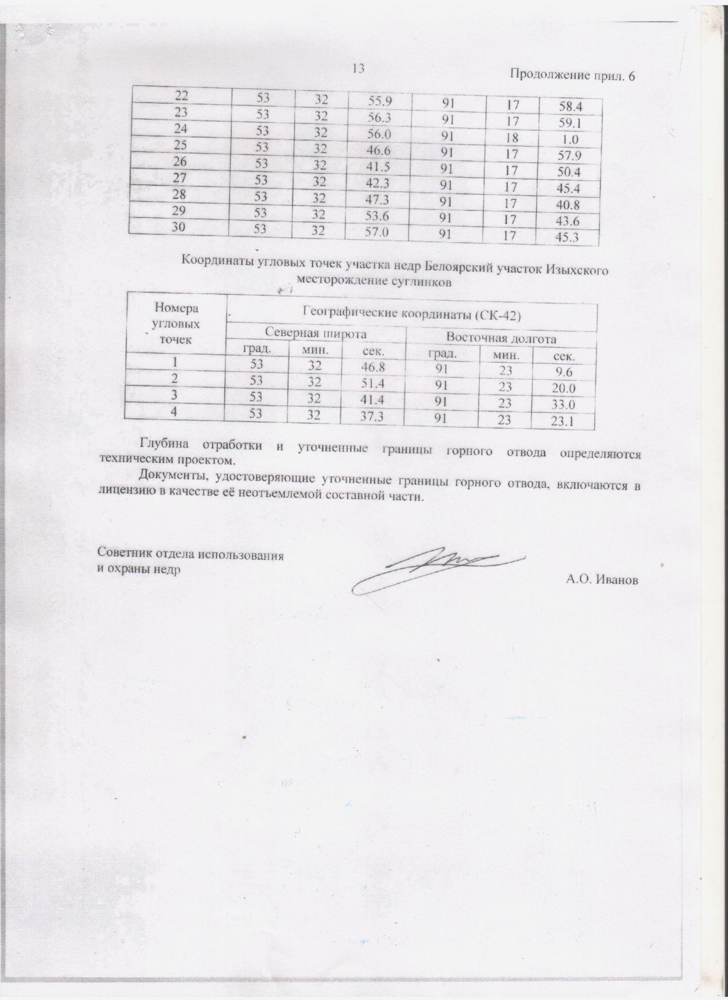 13
Продолжение прил. 6
22 53 32 55.9 91 17 58.4
23 53 32 56.3 91 17 59.1
24 53 32 56.0 91 18 1.0
25 53 32 46.6 91 17 57.9
26 53 32 41.5 91 17 50.4
27 53 32 42.3 91 17 45.4
28 53 32 47.3 91 17 40.8
29 53 32 53.6 91 17 43.6
30 53 32 57.0 91 17 45.3
Координаты угловых точек участка недр Белоярский участок Изыхского
месторождение суглинков
Номера
угловых
точек
Географические координаты (СК-42)
Северная широта Восточная долгота
град. мин. сек. град. мин. сек.
1 53 32 46.8 91 23 9.6
2 53 32 51.4 91 23 20.0
3 53 32 41.4 91 23 33.0
4 53 32 37.3 91 23 23.1
Глубина отработки и уточненные границы горного отвода определяются
техническим проектом.
Документы, удостоверяющие уточненные границы горного отвода, включаются в
лицензию в качестве её неотъемлемой составной части.
Советник отдела использования
и охраны недр
А.О. Иванов